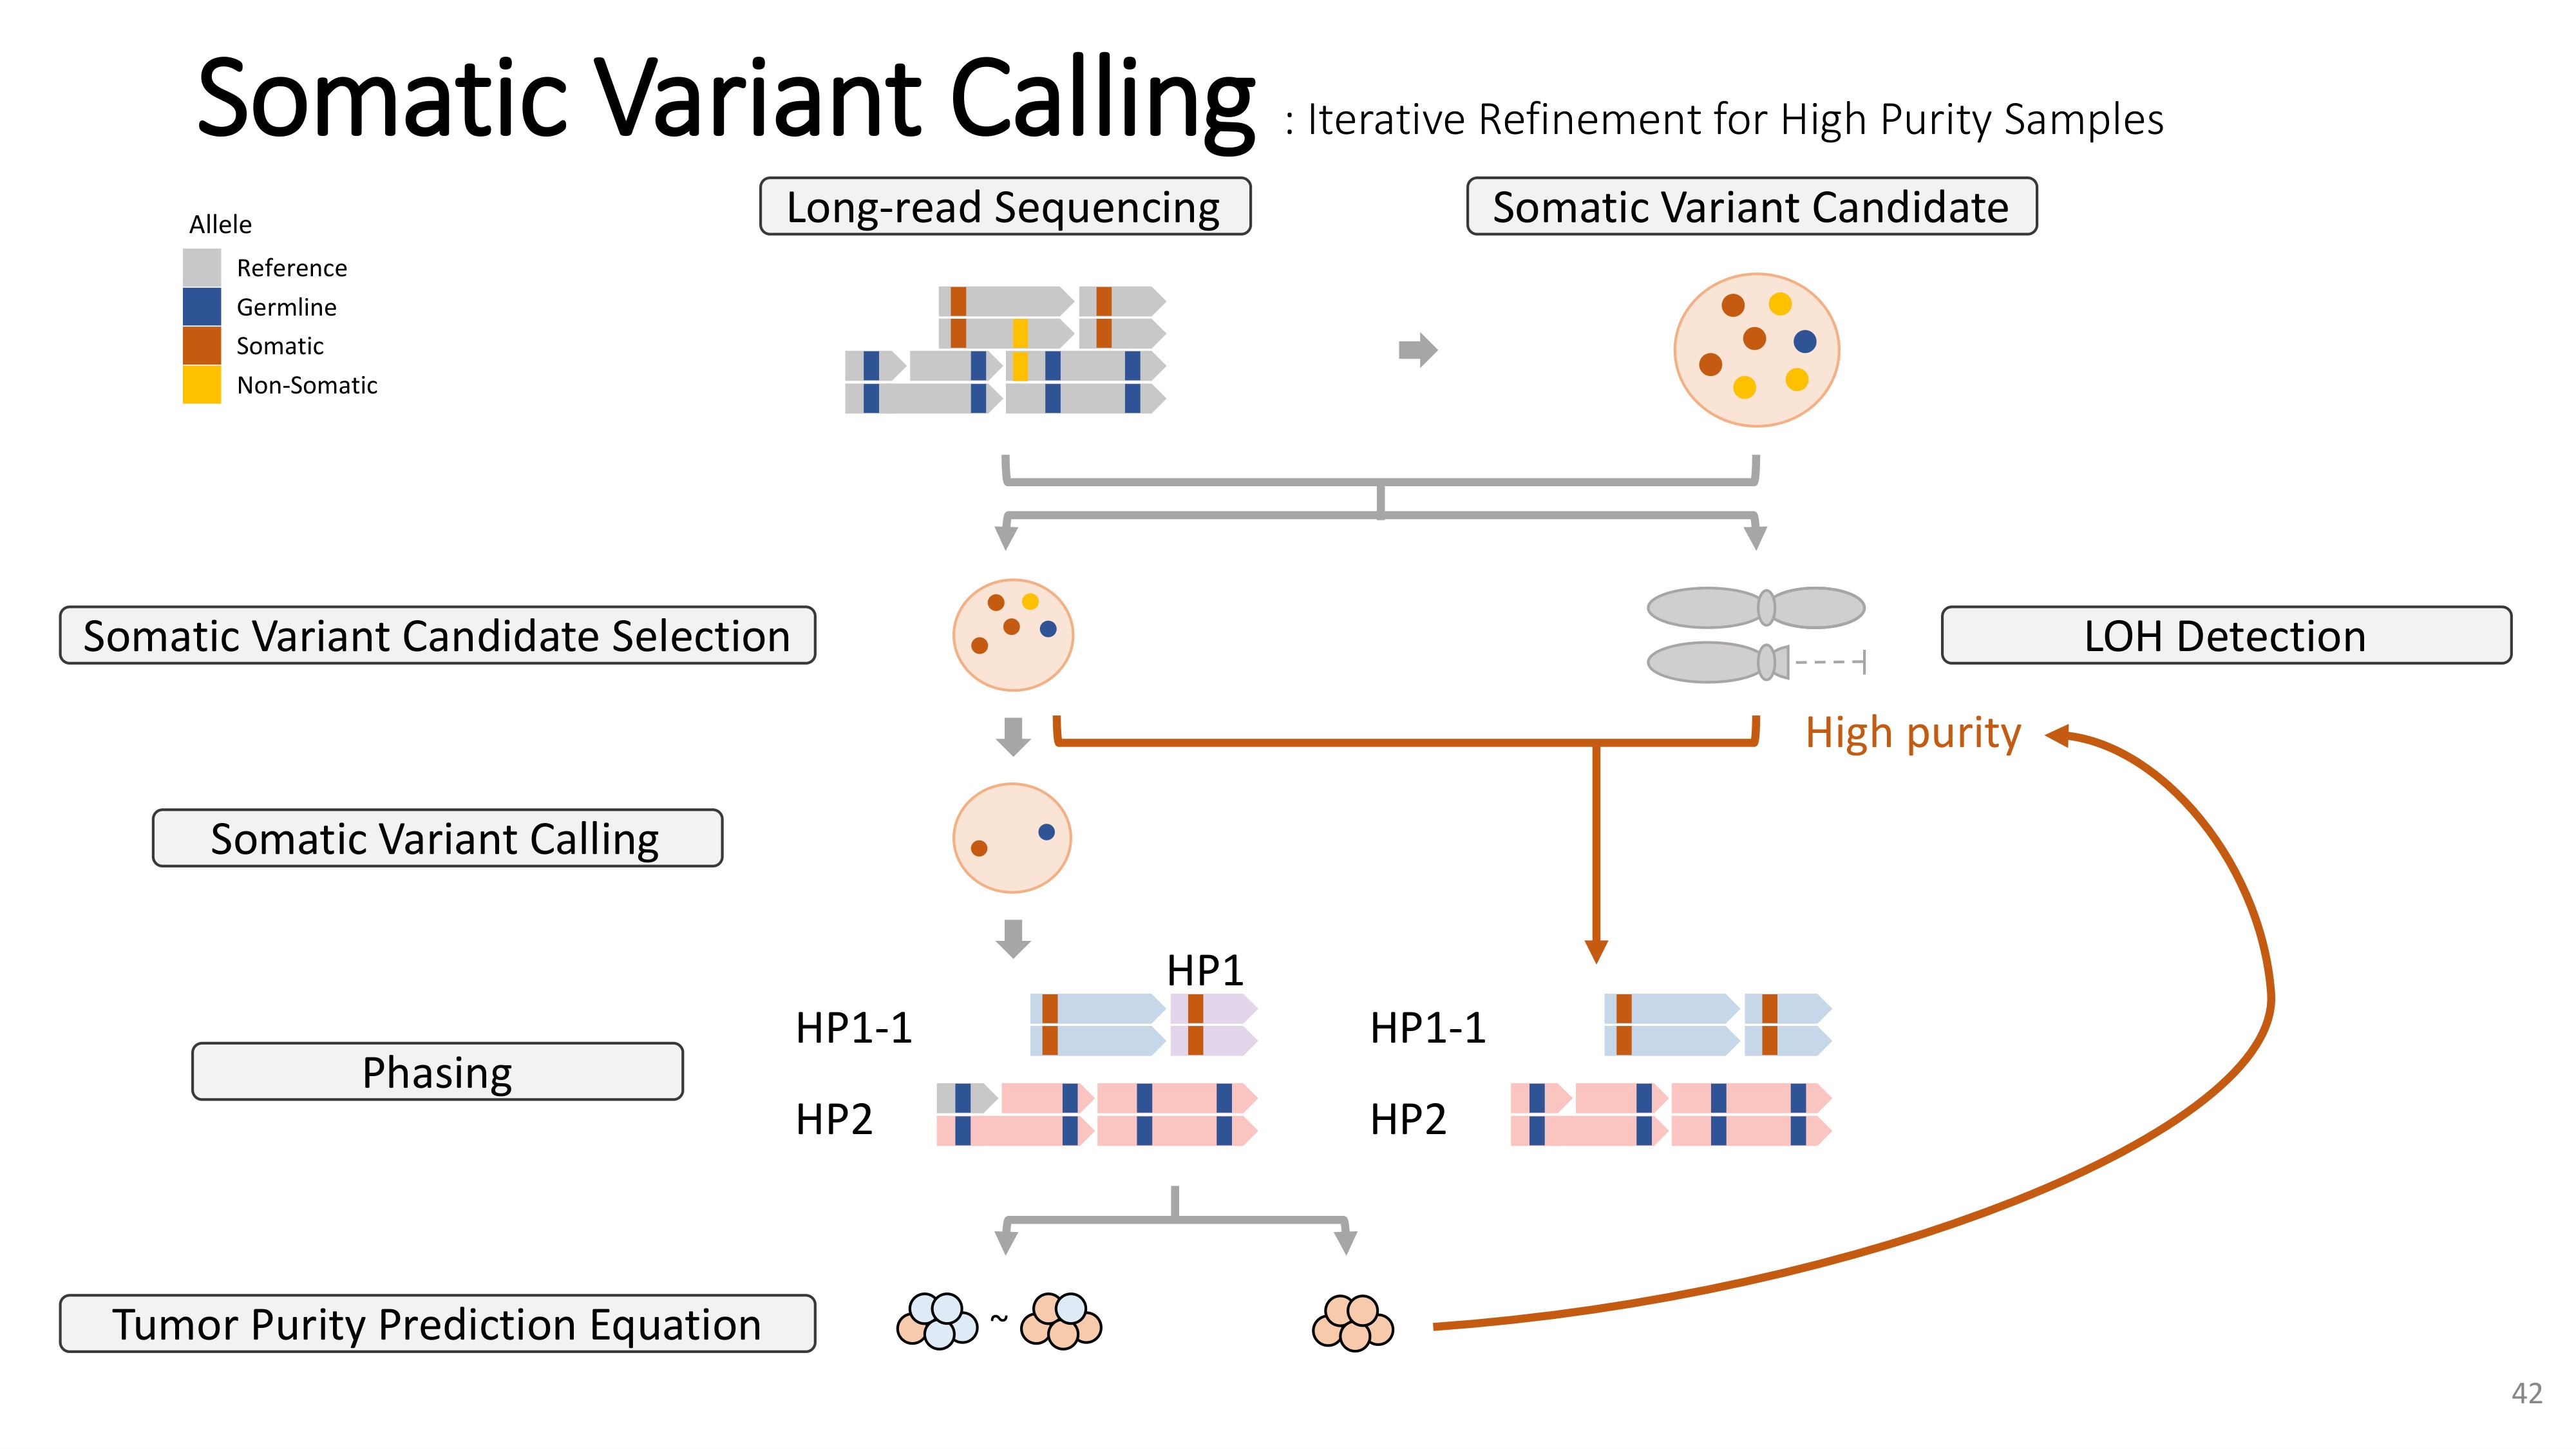 Somatic Variant Calling : Iterative Refinement for High Purity Samples
Long-read Sequencing
Somatic Variant Candidate
Allele
Reference
Germline
Somatic
Non-Somatic
Somatic Variant Candidate Selection
LOH Detection
High purity
Somatic Variant Calling
HP1
HP1-1
HP1-1
Phasing
HP2
HP2
Tumor Purity Prediction Equation
~
42